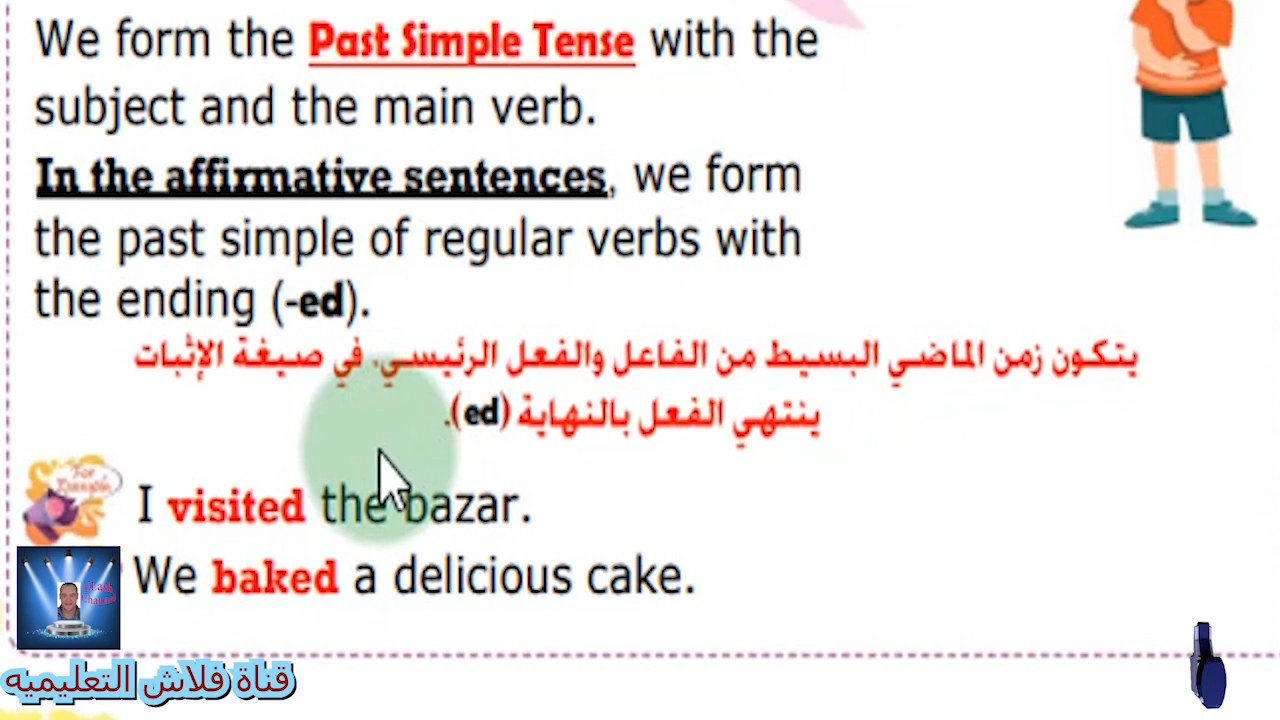 We form the Past Simple Tense with the
subject and the main verb.
In the affirmative sentences, we form
the past simple of regular verbs with
the ending (-ed).
يتكون زمن الماضي البسيط من الفاعل والفعل الرئيسي. في صيغة الإثبات
ينتهي الفعل بالنهاية (ed).
For
Example
I visited the bazar.
We baked a delicious cake.
قناة فلاش التعليميه